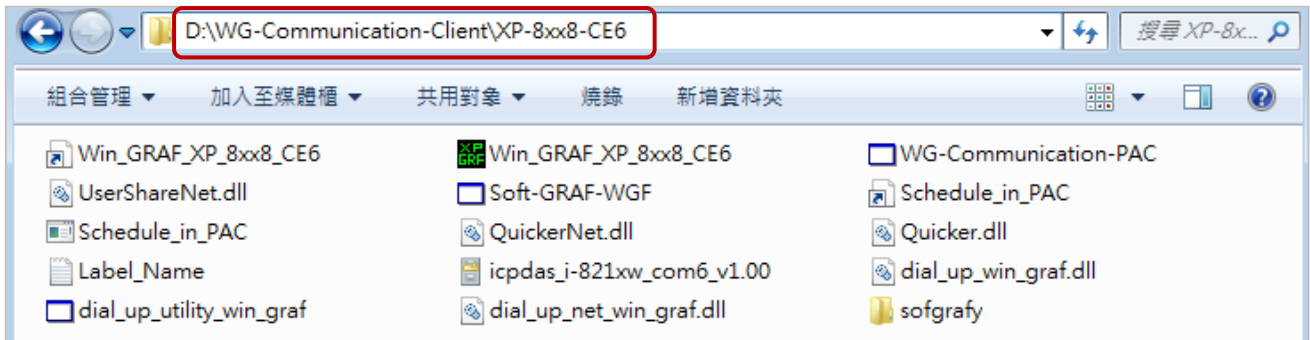 D:\WG-Communication-Client\XP-8xx8-CE6 搜尋 XP-8x...
組合管理 加入至媒體櫃 共用對象 燒錄 新增資料夾
Win_GRAF_XP_8xx8_CE6 XP GRF Win_GRAF_XP_8xx8_CE6 WG-Communication-PAC
UserShareNet.dll Soft-GRAF-WGF Schedule_in_PAC
Schedule_in_PAC QuickerNet.dll Quicker.dll
Label_Name icpdas_i-821xw_com6_v1.00 dial_up_win_graf.dll
dial_up_utility_win_graf dial_up_net_win_graf.dll sofgrafy